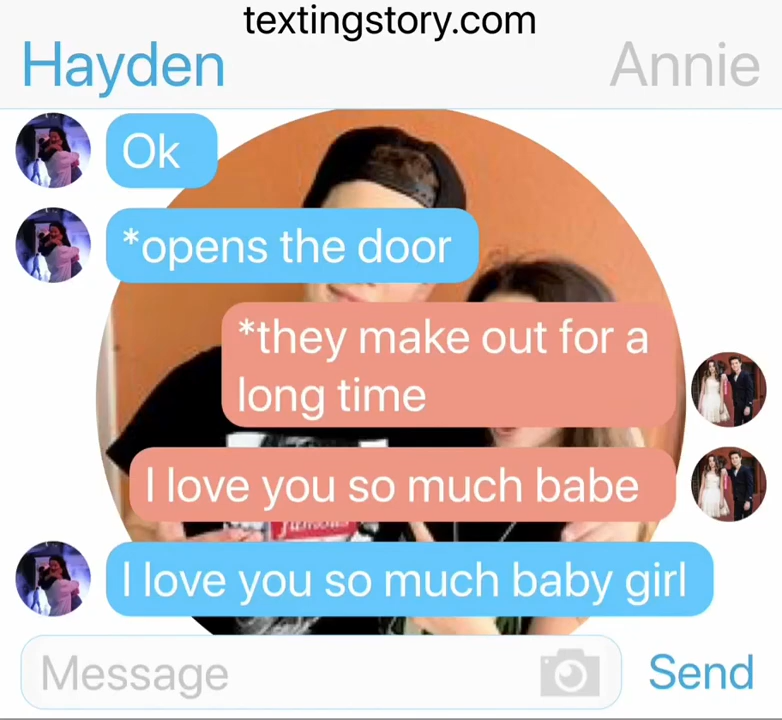 textingstory.com
Hayden
Annie
Ok
*opens the door
*they make out for a
long time
I love you so much babe
I love you so much baby girl
Message
Send